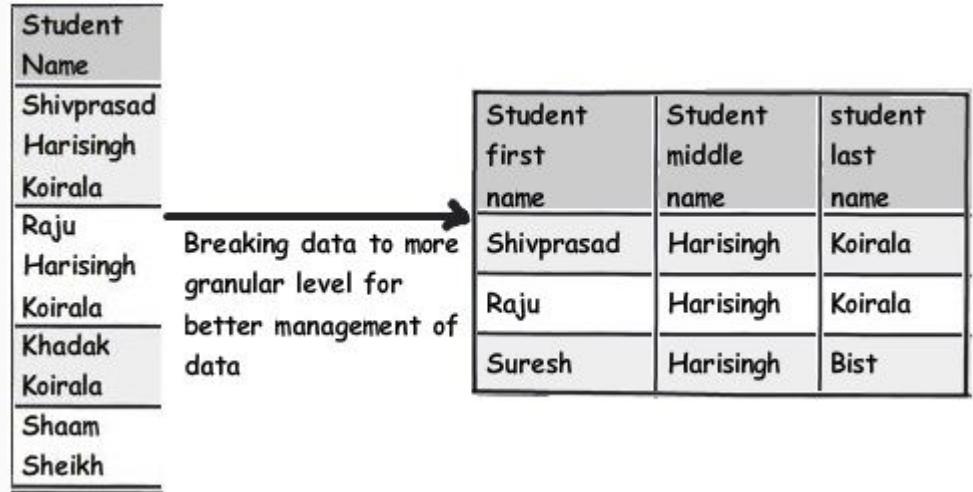 Student
Name
Shivprasad
Harisingh
Koirala
Raju
Harisingh
Koirala
Khadak
Koirala
Shaam
Sheikh
Breaking data to more
granular level for
better management of
data
Student Student student
first middle last
name name name
Shivprasad Harisingh Koirala
Raju Harisingh Koirala
Suresh Harisingh Bist